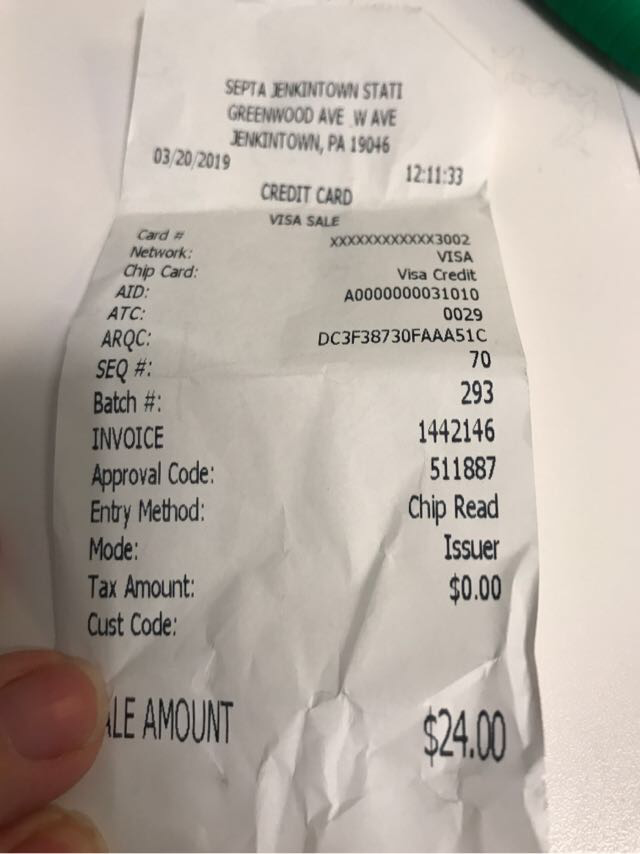 SEPTA JENKINTOWN STATI
GREENWOOD AVE W AVE
JENKINTOWN, PA 19046
03/20/2019 12:11:33
CREDIT CARD
VISA SALE
Card # XXXXXXXXXXXX3002
Network: VISA
Chip Card: Visa Credit
AID: A0000000031010
ATC: 0029
ARQC: DC3F38730FAAA51C
SEQ #: 70
Batch #: 293
INVOICE 1442146
Approval Code: 511887
Entry Method: Chip Read
Mode: Issuer
Tax Amount: $0.00
Cust Code:
ALE AMOUNT $24.00